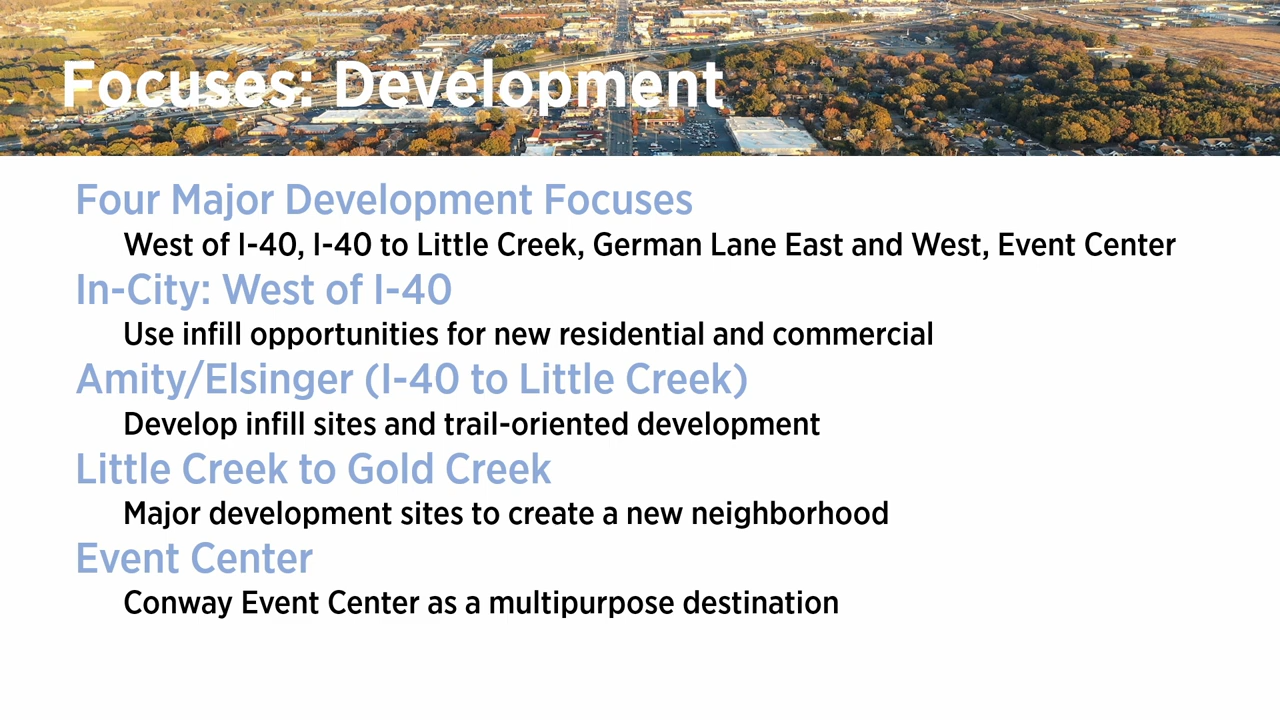 Focuses: Development
Four Major Development Focuses
West of I-40, I-40 to Little Creek, German Lane East and West, Event Center
In-City: West of I-40
Use infill opportunities for new residential and commercial
Amity/Elsinger (I-40 to Little Creek)
Develop infill sites and trail-oriented development
Little Creek to Gold Creek
Major development sites to create a new neighborhood
Event Center
Conway Event Center as a multipurpose destination